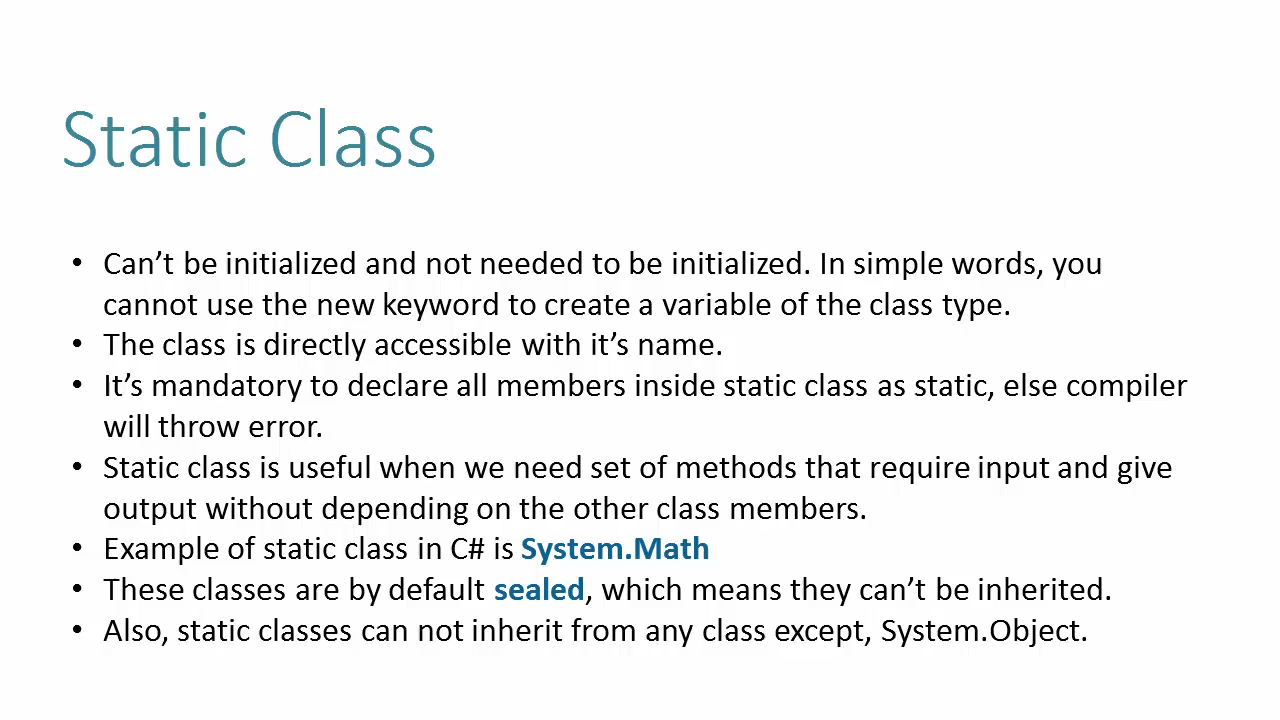 Static Class
• Can’t be initialized and not needed to be initialized. In simple words, you
cannot use the new keyword to create a variable of the class type.
• The class is directly accessible with it’s name.
• It’s mandatory to declare all members inside static class as static, else compiler
will throw error.
• Static class is useful when we need set of methods that require input and give
output without depending on the other class members.
• Example of static class in C# is System.Math
• These classes are by default sealed, which means they can’t be inherited.
• Also, static classes can not inherit from any class except, System.Object.